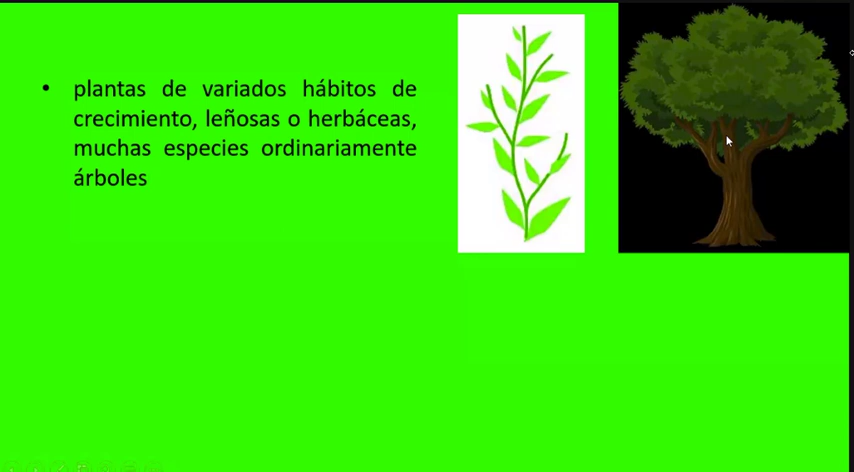 • plantas de variados hábitos de
crecimiento, leñosas o herbáceas,
muchas especies ordinariamente
árboles